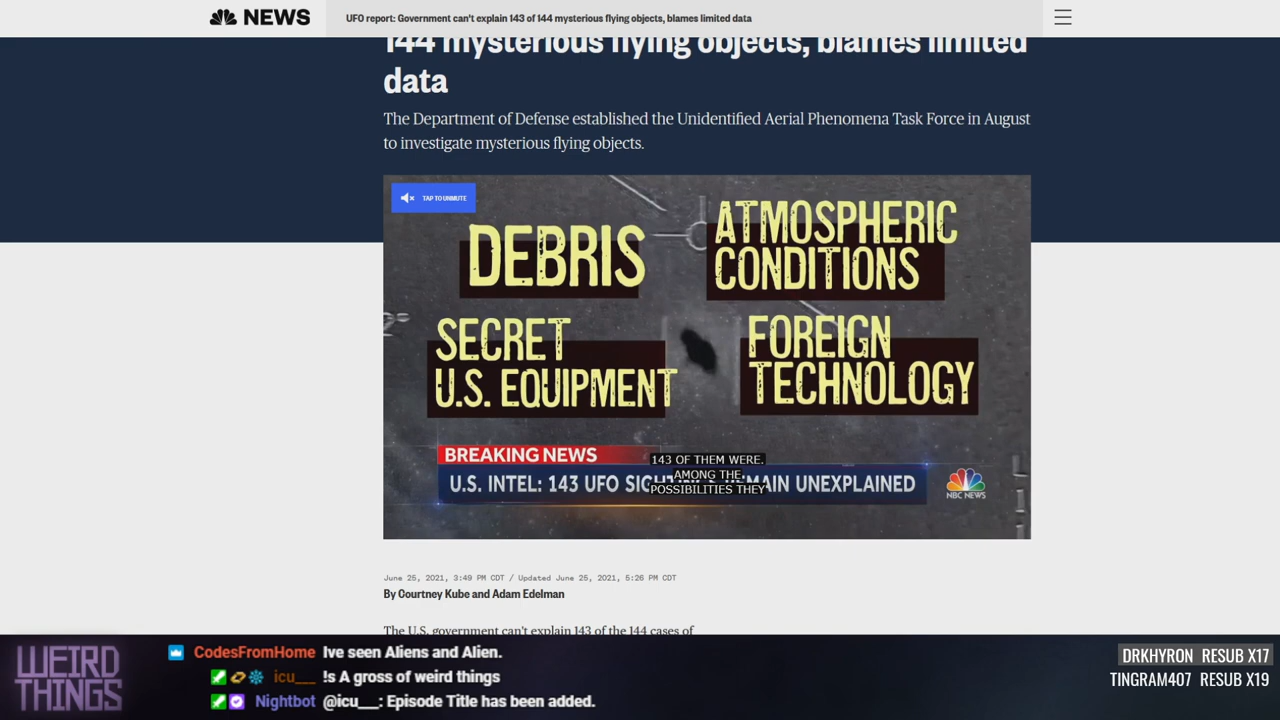 NEWS
UFO report: Government can't explain 143 of 144 mysterious flying objects, blames limited data
144 mysterious flying objects, blames limited
data
The Department of Defense established the Unidentified Aerial Phenomena Task Force in August
to investigate mysterious flying objects.
TAP TO UNMUTE
DEBRIS
ATMOSPHERIC
CONDITIONS
SECRET
U.S. EQUIPMENT
FOREIGN
TECHNOLOGY
BREAKING NEWS
143 OF THEM WERE.
AMONG THE
POSSIBILITIES THEY
U.S. INTEL: 143 UFO SIGHTINGS REMAIN UNEXPLAINED
NBC NEWS
June 25, 2021, 3:49 PM CDT / Updated June 25, 2021, 5:26 PM CDT
By Courtney Kube and Adam Edelman
The U.S. government can't explain 143 of the 144 cases of
WEIRD
THINGS
CodesFromHome Ive seen Aliens and Alien.
icu___ !s A gross of weird things
Nightbot @icu___: Episode Title has been added.
DRKHYRON RESUB X17
TINGRAM407 RESUB X19